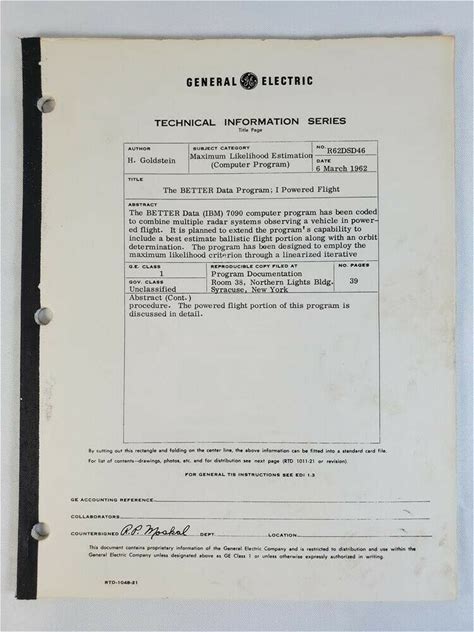 GENERAL GE ELECTRIC
TECHNICAL INFORMATION SERIES
Title Page
AUTHOR
H. Goldstein
SUBJECT CATEGORY
Maximum Likelihood Estimation
(Computer Program)
NO. R62DSD46
DATE
6 March 1962
TITLE
The BETTER Data Program; I Powered Flight
ABSTRACT
The BETTER Data (IBM) 7090 computer program has been coded
to combine multiple radar systems observing a vehicle in power-
ed flight. It is planned to extend the program's capability to
include a best estimate ballistic flight portion along with an orbit
determination. The program has been designed to employ the
maximum likelihood criterion through a linearized iterative
G.E. CLASS
1
GOV. CLASS
Unclassified
REPRODUCIBLE COPY FILED AT
Program Documentation
Room 38, Northern Lights Bldg.
Syracuse, New York
NO. PAGES
39
Abstract (Cont.)
procedure. The powered flight portion of this program is
discussed in detail.
By cutting out this rectangle and folding on the center line, the above information can be fitted into a standard card file.
For list of contents—drawings, photos, etc. and for distribution see next page (RTD 1011-21 or revision).
FOR GENERAL TIS INSTRUCTIONS SEE EDI 1.3
GE ACCOUNTING REFERENCE
COLLABORATORS
COUNTERSIGNED R.P. Moshal DEPT LOCATION
This document contains proprietary information of the General Electric Company and is restricted to distribution and use within the
General Electric Company unless designated above as GE Class 1 or unless otherwise expressly authorized in writing.
RTD-1048-21